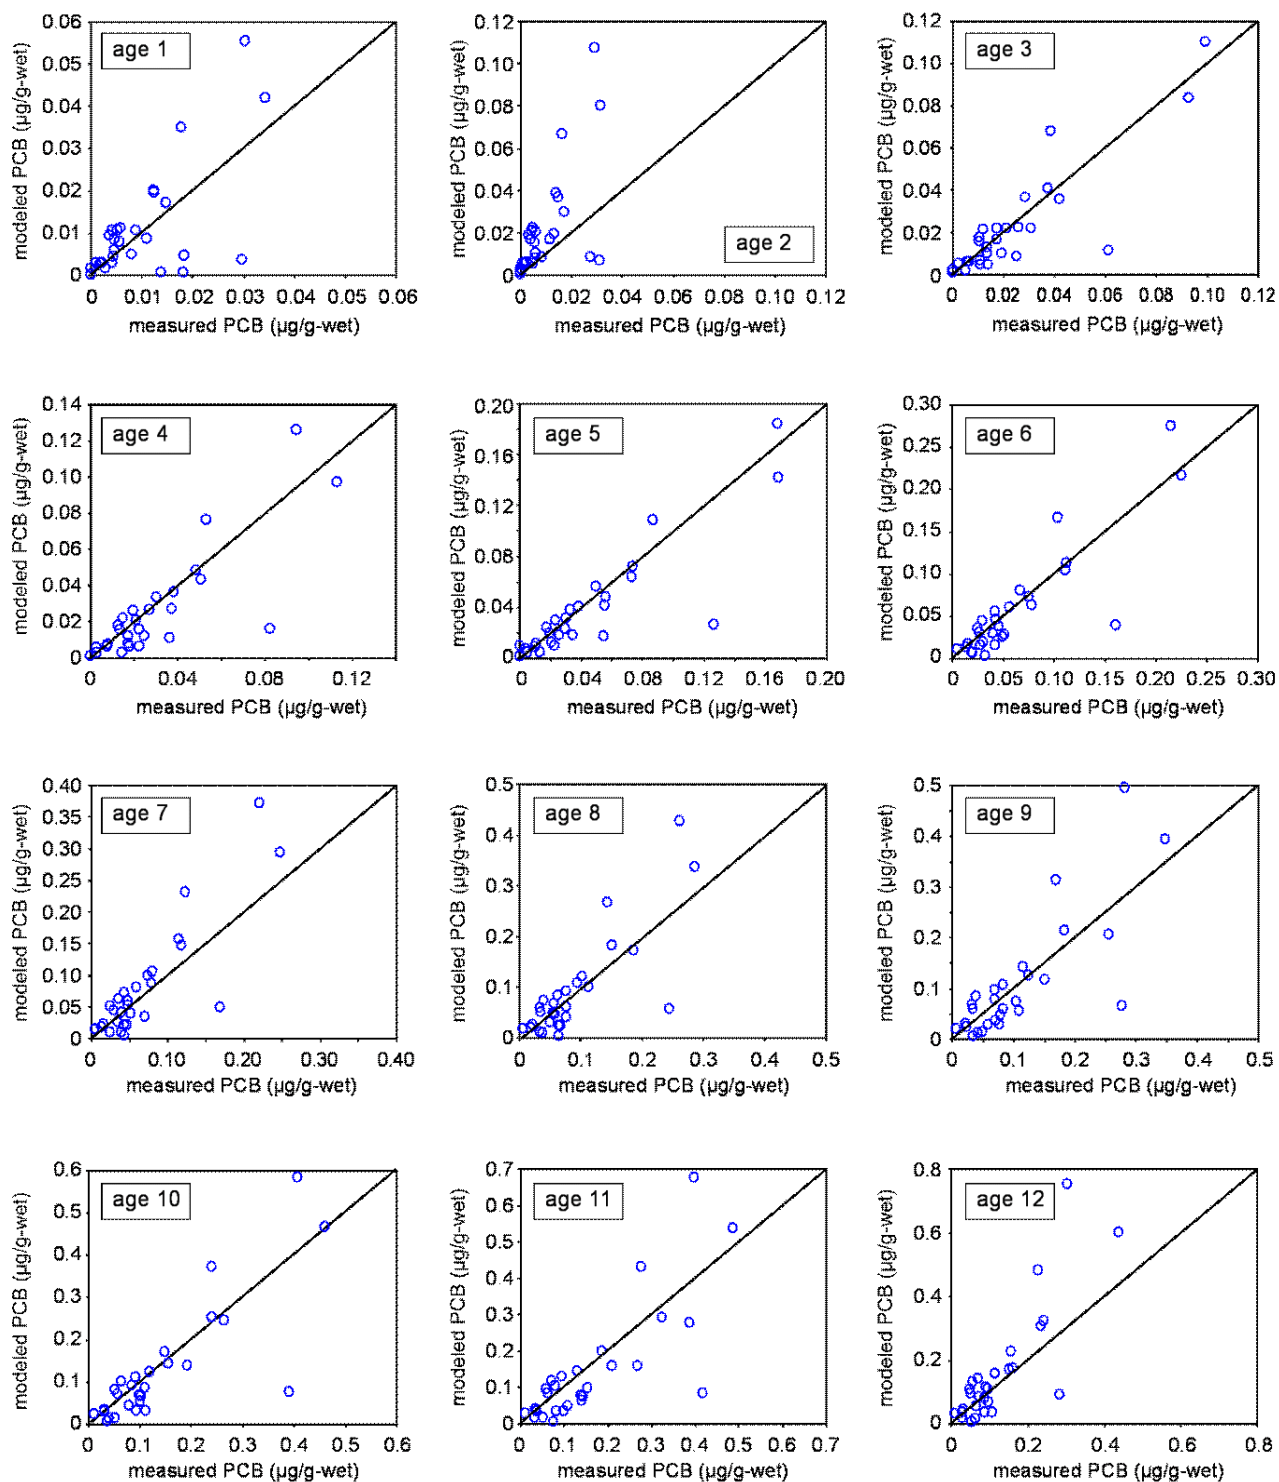 age 1
modeled PCB (µg/g-wet)
0.06
0.05
0.04
0.03
0.02
0.01
0
0 0.01 0.02 0.03 0.04 0.05 0.06
measured PCB (µg/g-wet)
age 2
modeled PCB (µg/g-wet)
0.12
0.10
0.08
0.06
0.04
0.02
0
0 0.02 0.04 0.06 0.08 0.10 0.12
measured PCB (µg/g-wet)
age 3
modeled PCB (µg/g-wet)
0.12
0.10
0.08
0.06
0.04
0.02
0
0 0.02 0.04 0.06 0.08 0.10 0.12
measured PCB (µg/g-wet)
age 4
modeled PCB (µg/g-wet)
0.14
0.12
0.10
0.08
0.06
0.04
0.02
0
0 0.04 0.08 0.12
measured PCB (µg/g-wet)
age 5
modeled PCB (µg/g-wet)
0.20
0.16
0.12
0.08
0.04
0
0 0.04 0.08 0.12 0.16 0.20
measured PCB (µg/g-wet)
age 6
modeled PCB (µg/g-wet)
0.30
0.25
0.20
0.15
0.10
0.05
0
0 0.05 0.10 0.15 0.20 0.25 0.30
measured PCB (µg/g-wet)
age 7
modeled PCB (µg/g-wet)
0.40
0.35
0.30
0.25
0.20
0.15
0.10
0.05
0
0 0.10 0.20 0.30 0.40
measured PCB (µg/g-wet)
age 8
modeled PCB (µg/g-wet)
0.5
0.4
0.3
0.2
0.1
0
0 0.1 0.2 0.3 0.4 0.5
measured PCB (µg/g-wet)
age 9
modeled PCB (µg/g-wet)
0.5
0.4
0.3
0.2
0.1
0
0 0.1 0.2 0.3 0.4 0.5
measured PCB (µg/g-wet)
age 10
modeled PCB (µg/g-wet)
0.6
0.5
0.4
0.3
0.2
0.1
0
0 0.1 0.2 0.3 0.4 0.5 0.6
measured PCB (µg/g-wet)
age 11
modeled PCB (µg/g-wet)
0.7
0.6
0.5
0.4
0.3
0.2
0.1
0
0 0.1 0.2 0.3 0.4 0.5 0.6 0.7
measured PCB (µg/g-wet)
age 12
modeled PCB (µg/g-wet)
0.8
0.6
0.4
0.2
0
0 0.2 0.4 0.6 0.8
measured PCB (µg/g-wet)